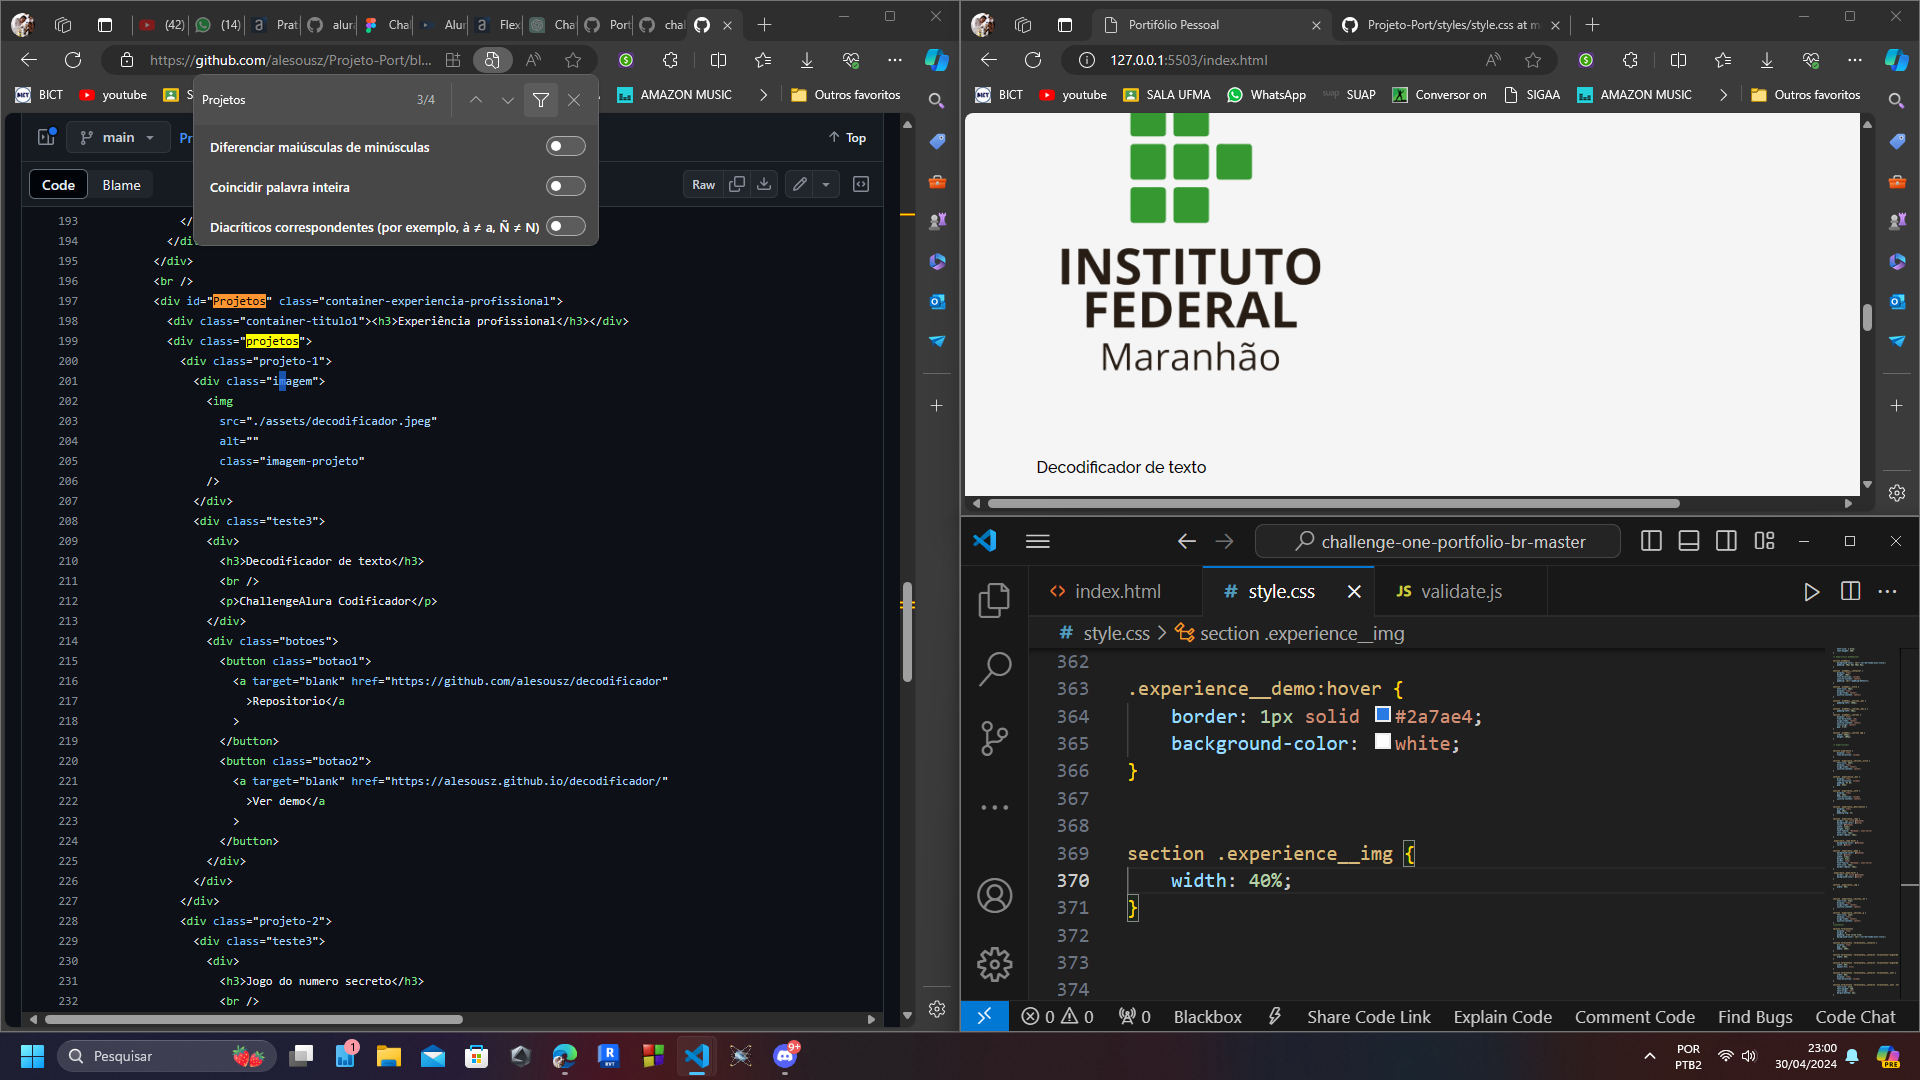 (42)
(14)
Prat
alura
Cha
Alur
Flex
Cha
Port
chal
https://github.com/alesousz/Projeto-Port/bl...
BICT
youtube
S
AMAZON MUSIC
Outros favoritos
Projetos
3/4
Diferenciar maiúsculas de minúsculas
Coincidir palavra inteira
Diacríticos correspondentes (por exemplo, à ≠ a, Ñ ≠ N)
main
Pr
Top
Code
Blame
Raw
193 </
194 </di
195 </div>
196 <br />
197 <div id="Projetos" class="container-experiencia-profissional">
198 <div class="container-titulo1"><h3>Experiência profissional</h3></div>
199 <div class="projetos">
200 <div class="projeto-1">
201 <div class="imagem">
202 <img
203 src="./assets/decodificador.jpeg"
204 alt=""
205 class="imagem-projeto"
206 />
207 </div>
208 <div class="teste3">
209 <div>
210 <h3>Decodificador de texto</h3>
211 <br />
212 <p>ChallengeAlura Codificador</p>
213 </div>
214 <div class="botoes">
215 <button class="botao1">
216 <a target="blank" href="https://github.com/alesousz/decodificador"
217 >Repositorio</a
218 >
219 </button>
220 <button class="botao2">
221 <a target="blank" href="https://alesousz.github.io/decodificador/"
222 >Ver demo</a
223 >
224 </button>
225 </div>
226 </div>
227 </div>
228 <div class="projeto-2">
229 <div class="teste3">
230 <div>
231 <h3>Jogo do numero secreto</h3>
232 <br />
Portifólio Pessoal
Projeto-Port/styles/style.css at m
127.0.0.1:5503/index.html
BICT
youtube
SALA UFMA
WhatsApp
SUAP
Conversor on
SIGAA
AMAZON MUSIC
Outros favoritos
INSTITUTO
FEDERAL
Maranhão
Decodificador de texto
challenge-one-portfolio-br-master
index.html
# style.css
JS validate.js
# style.css > section .experience__img
362
363 .experience__demo:hover {
364 border: 1px solid #2a7ae4;
365 background-color: white;
366 }
367
368
369 section .experience__img {
370 width: 40%;
371 }
372
373
374
0 0 0
Blackbox
Share Code Link
Explain Code
Comment Code
Find Bugs
Code Chat
Pesquisar
1
9+
POR
PTB2
23:00
30/04/2024
PRE